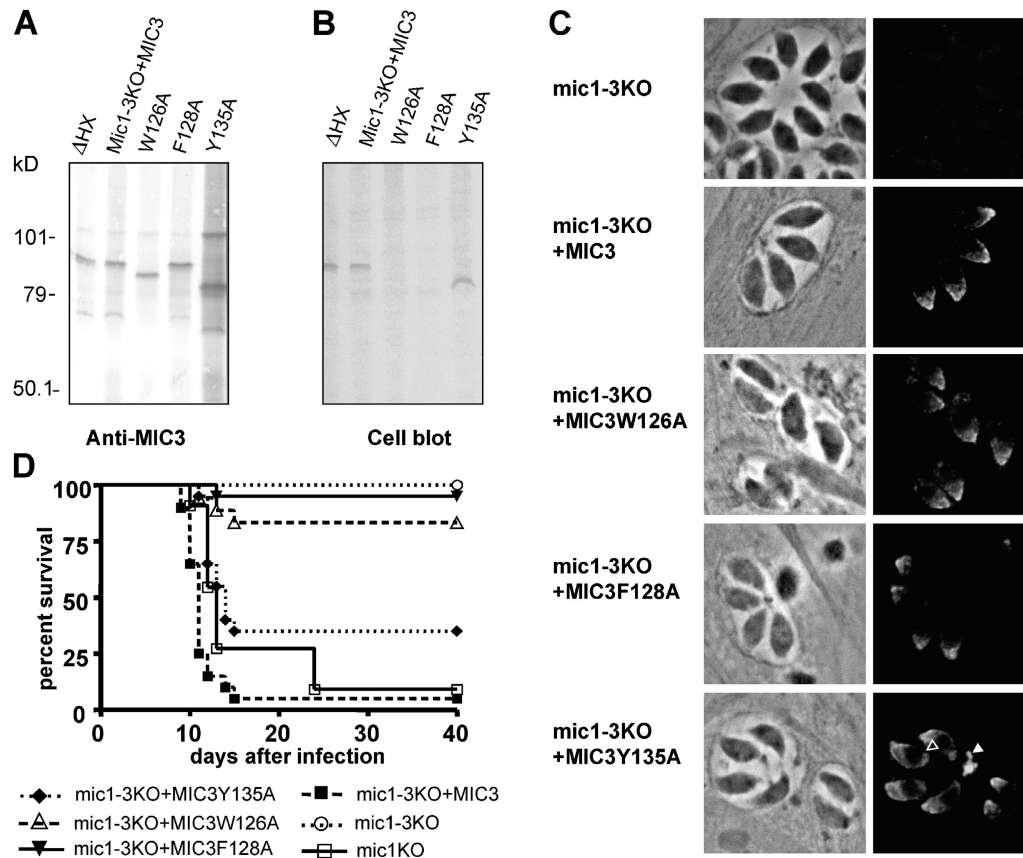 A
ΔHX
Mic1-3KO+MIC3
W126A
F128A
Y135A
kD
101-
79-
50.1-
Anti-MIC3
B
ΔHX
Mic1-3KO+MIC3
W126A
F128A
Y135A
Cell blot
C
mic1-3KO
mic1-3KO
+MIC3
mic1-3KO
+MIC3W126A
mic1-3KO
+MIC3F128A
mic1-3KO
+MIC3Y135A
D
percent survival
100
75
50
25
0
0 10 20 30 40
days after infection
mic1-3KO+MIC3Y135A
mic1-3KO+MIC3W126A
mic1-3KO+MIC3F128A
mic1-3KO+MIC3
mic1-3KO
mic1KO